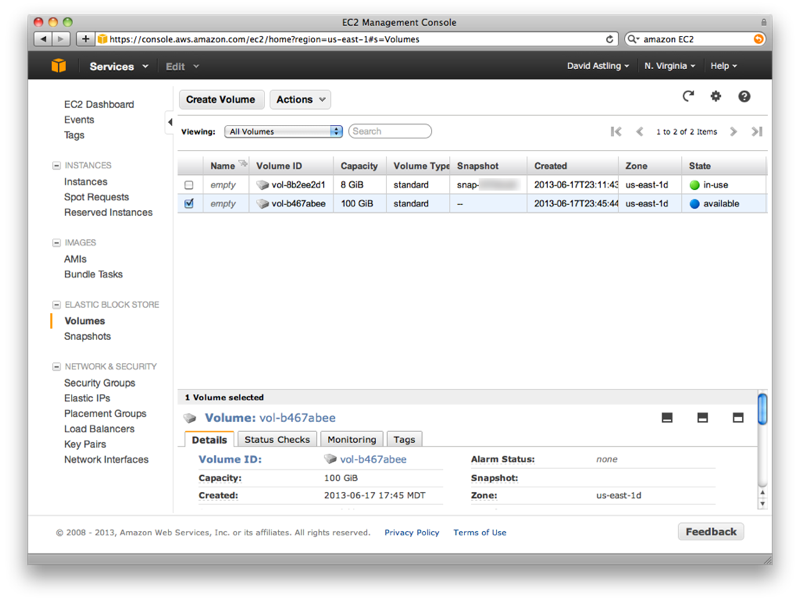 EC2 Management Console
https://console.aws.amazon.com/ec2/home?region=us-east-1#s=Volumes
amazon EC2
Services
Edit
David Astling
N. Virginia
Help
EC2 Dashboard
Events
Tags
INSTANCES
Instances
Spot Requests
Reserved Instances
IMAGES
AMIs
Bundle Tasks
ELASTIC BLOCK STORE
Volumes
Snapshots
NETWORK & SECURITY
Security Groups
Elastic IPs
Placement Groups
Load Balancers
Key Pairs
Network Interfaces
Create Volume
Actions
Viewing: All Volumes Search
1 to 2 of 2 Items
Name Volume ID Capacity Volume Type Snapshot Created Zone State
empty vol-8b2ee2d1 8 GiB standard snap- 2013-06-17T23:11:43 us-east-1d in-use
empty vol-b467abee 100 GiB standard -- 2013-06-17T23:45:44 us-east-1d available
1 Volume selected
Volume: vol-b467abee
Details Status Checks Monitoring Tags
Volume ID: vol-b467abee Alarm Status: none
Capacity: 100 GiB Snapshot:
Created: 2013-06-17 17:45 MDT Zone: us-east-1d
© 2008 - 2013, Amazon Web Services, Inc. or its affiliates. All rights reserved. Privacy Policy Terms of Use
Feedback